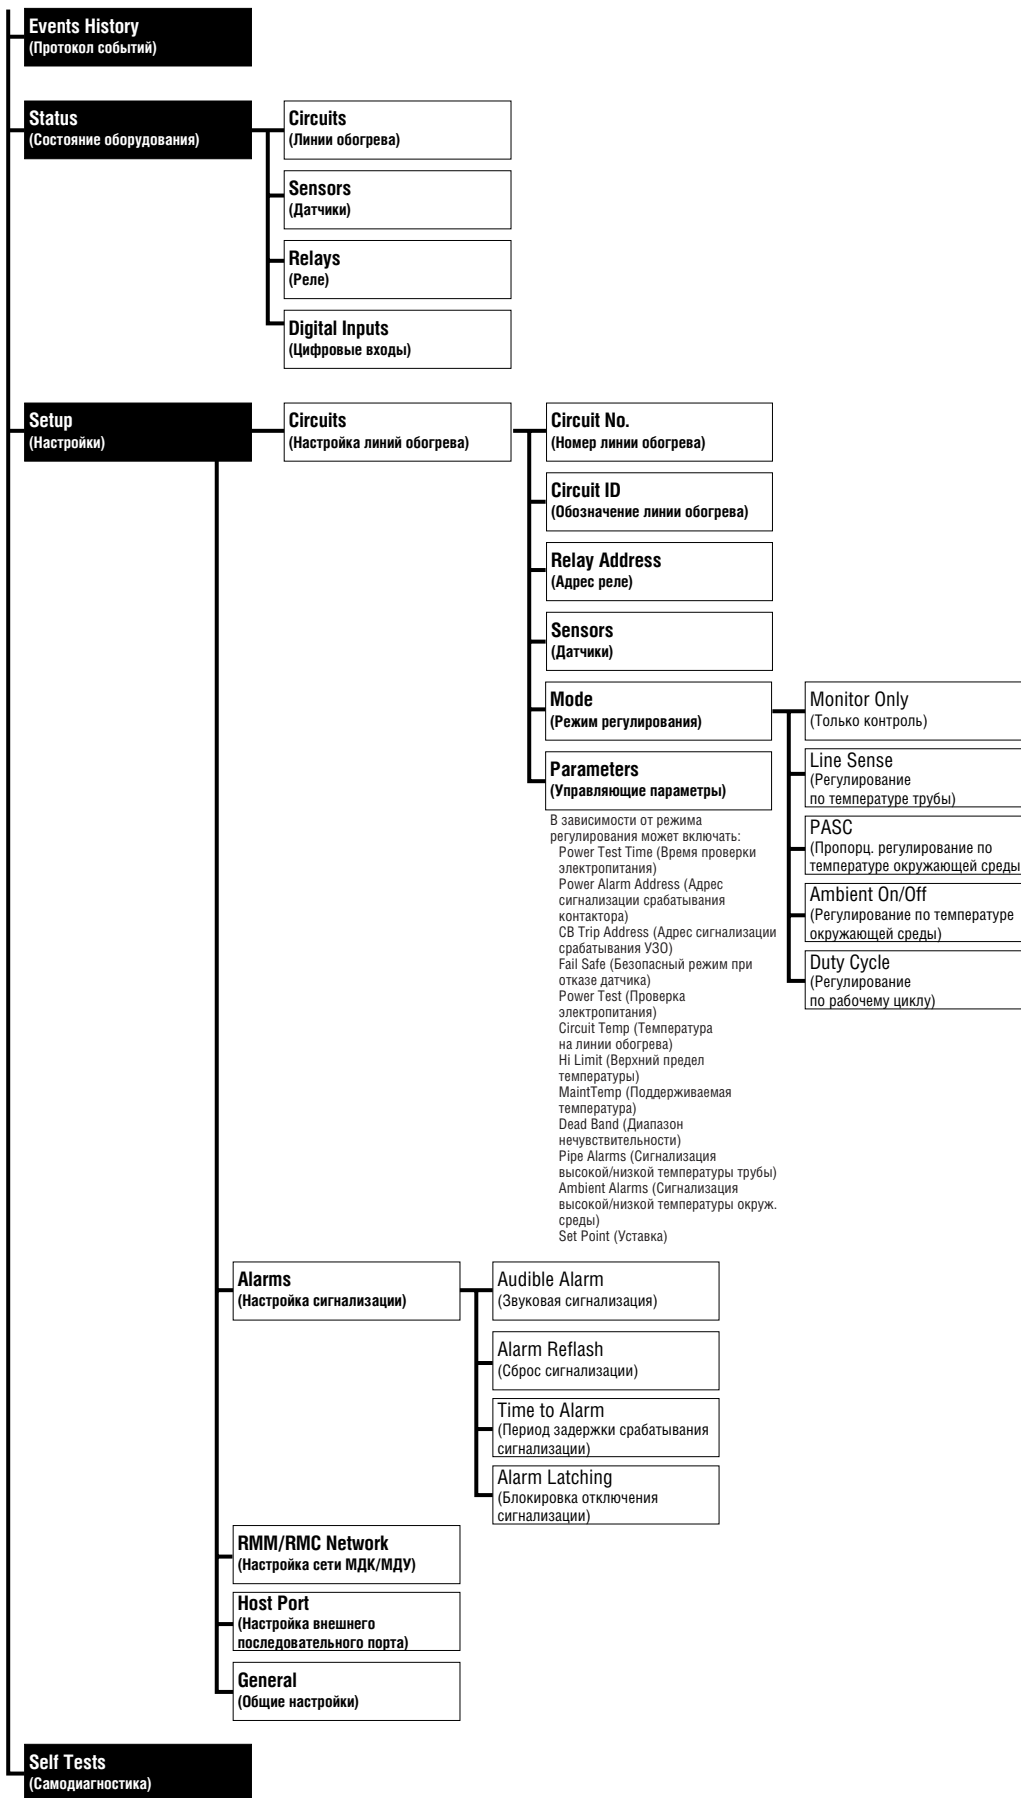 Events History
(Протокол событий)
Status
(Состояние оборудования)
Circuits
(Линии обогрева)
Sensors
(Датчики)
Relays
(Реле)
Digital Inputs
(Цифровые входы)
Setup
(Настройки)
Circuits
(Настройка линий обогрева)
Circuit No.
(Номер линии обогрева)
Circuit ID
(Обозначение линии обогрева)
Relay Address
(Адрес реле)
Sensors
(Датчики)
Mode
(Режим регулирования)
Monitor Only
(Только контроль)
Line Sense
(Регулирование
по температуре трубы)
PASC
(Пропорц. регулирование по
температуре окружающей среды
Ambient On/Off
(Регулирование по температуре
окружающей среды)
Duty Cycle
(Регулирование
по рабочему циклу)
Parameters
(Управляющие параметры)
В зависимости от режима
регулирования может включать:
Power Test Time (Время проверки
электропитания)
Power Alarm Address (Адрес
сигнализации срабатывания
контактора)
CB Trip Address (Адрес сигнализации
срабатывания УЗО)
Fail Safe (Безопасный режим при
отказе датчика)
Power Test (Проверка
электропитания)
Circuit Temp (Температура
на линии обогрева)
Hi Limit (Верхний предел
температуры)
MaintTemp (Поддерживаемая
температура)
Dead Band (Диапазон
нечувствительности)
Pipe Alarms (Сигнализация
высокой/низкой температуры трубы)
Ambient Alarms (Сигнализация
высокой/низкой температуры окруж.
среды)
Set Point (Уставка)
Alarms
(Настройка сигнализации)
Audible Alarm
(Звуковая сигнализация)
Alarm Reflash
(Сброс сигнализации)
Time to Alarm
(Период задержки срабатывания
сигнализации)
Alarm Latching
(Блокировка отключения
сигнализации)
RMM/RMC Network
(Настройка сети МДК/МДУ)
Host Port
(Настройка внешнего
последовательного порта)
General
(Общие настройки)
Self Tests
(Самодиагностика)